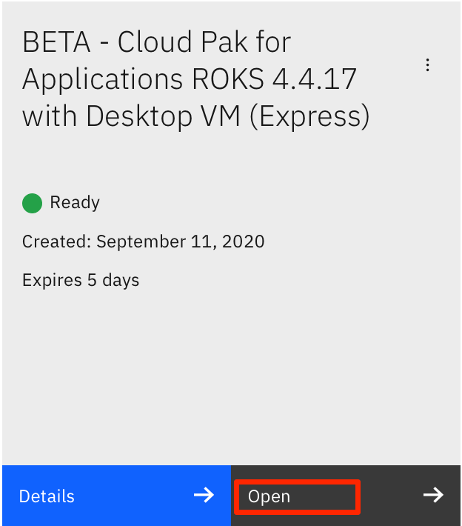 BETA - Cloud Pak for
Applications ROKS 4.4.17
with Desktop VM (Express)
Ready
Created: September 11, 2020
Expires 5 days
Details
Open